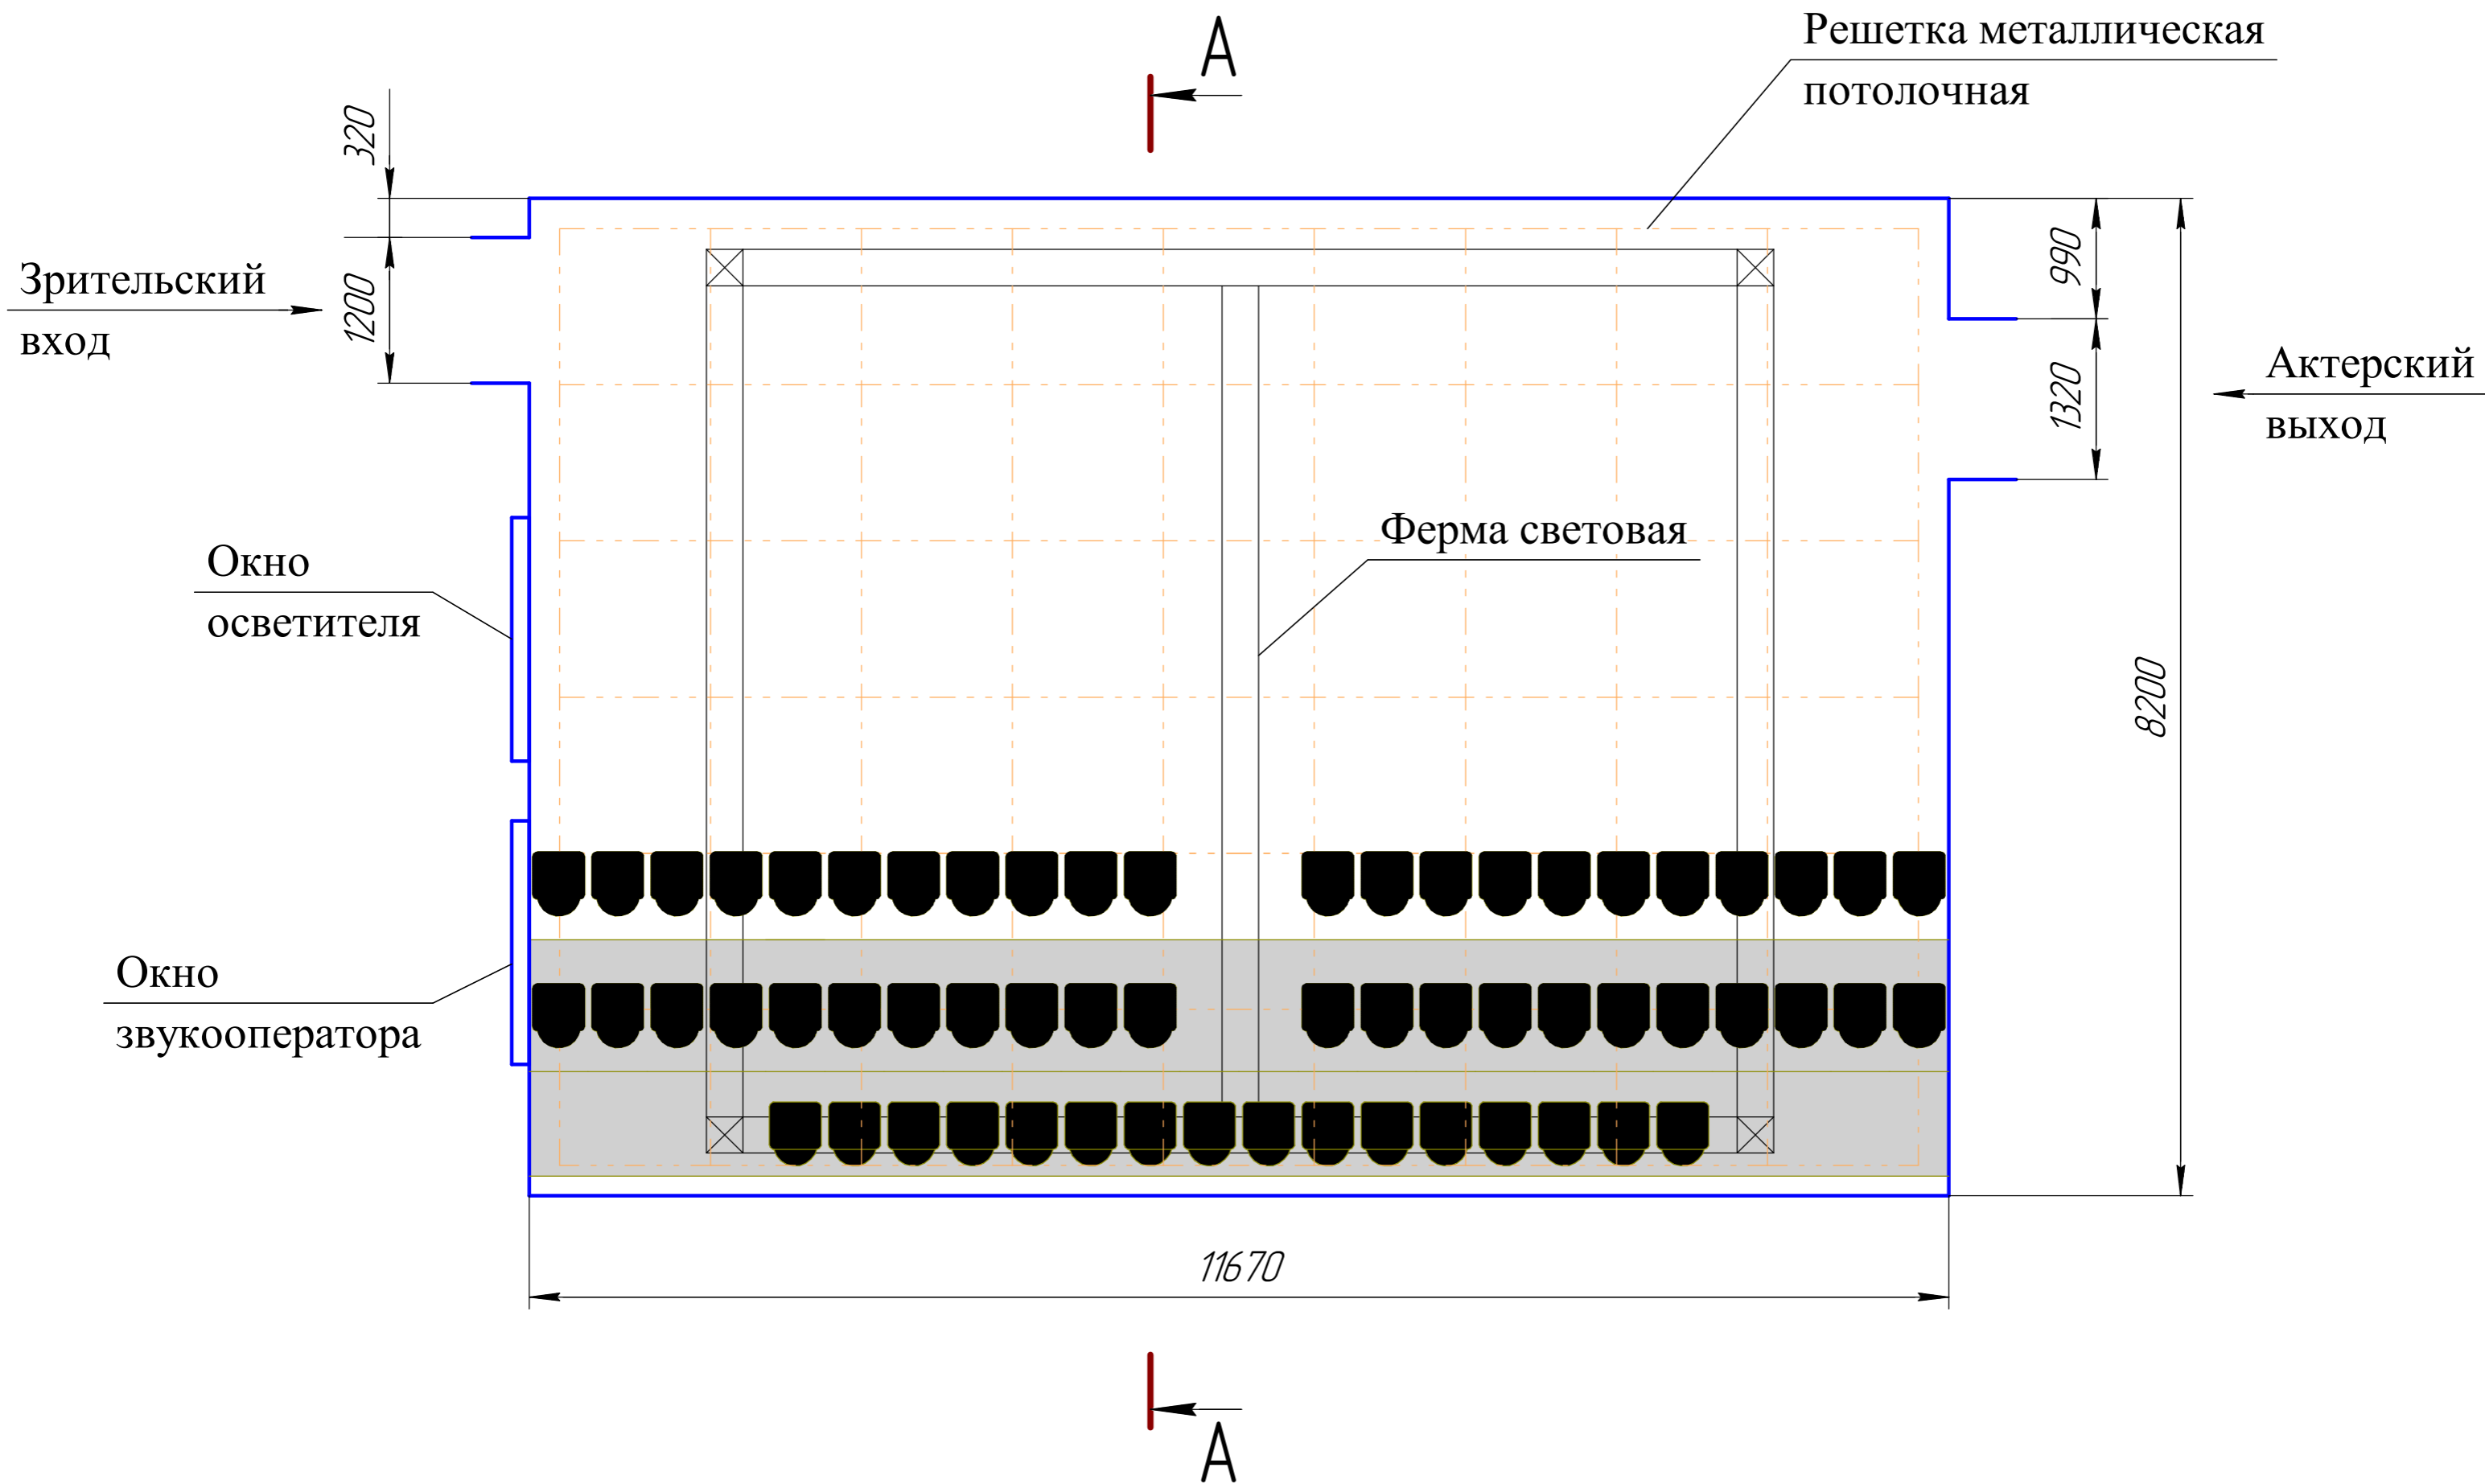 А
Решетка металлическая
потолочная
320
990
Зрительский
вход
1200
Актерский
выход
1320
Ферма световая
Окно
осветителя
8200
Окно
звукооператора
11670
А